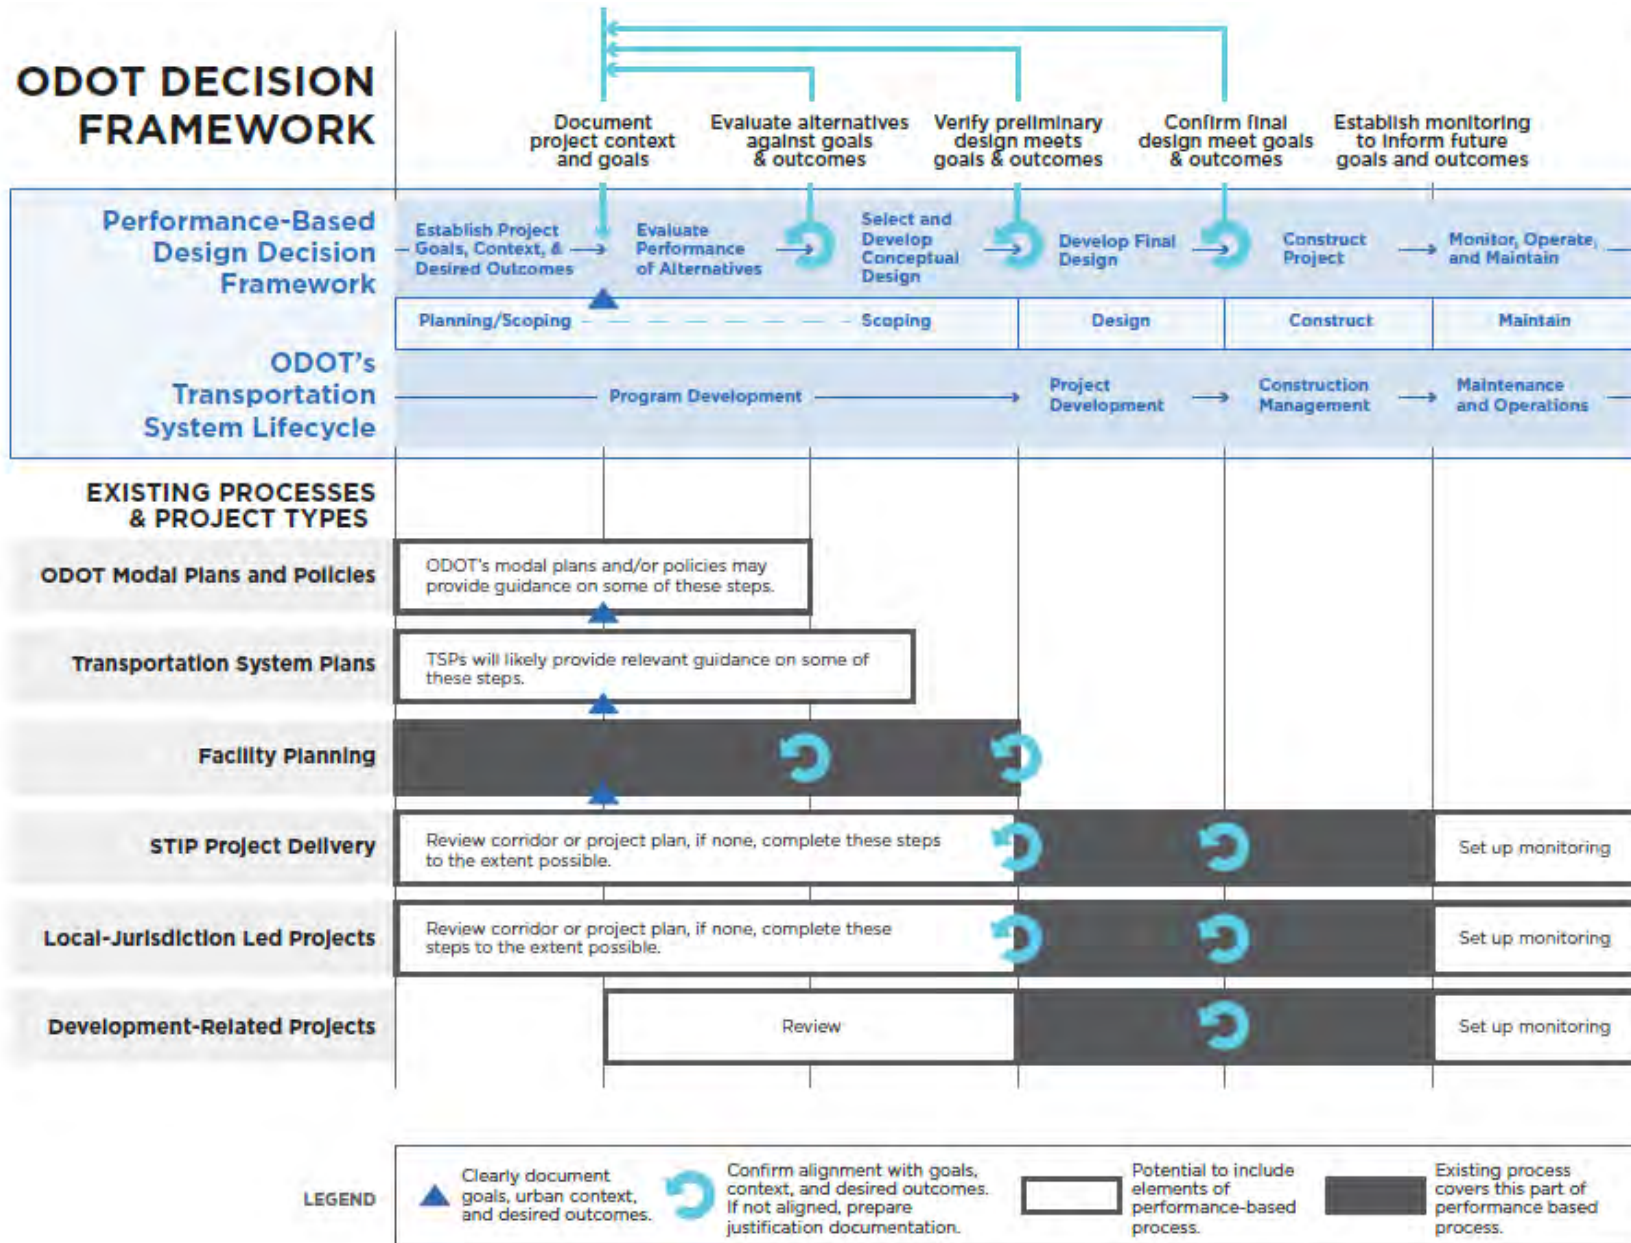 ODOT DECISION
FRAMEWORK
Document
project context
and goals
Evaluate alternatives
against goals
& outcomes
Verify preliminary
design meets
goals & outcomes
Confirm final
design meet goals
& outcomes
Establish monitoring
to inform future
goals and outcomes
Performance-Based
Design Decision
Framework
Establish Project
Goals, Context, &
Desired Outcomes
Evaluate
Performance
of Alternatives
Select and
Develop
Conceptual
Design
Develop Final
Design
Construct
Project
Monitor, Operate,
and Maintain
Planning/Scoping
Scoping
Design
Construct
Maintain
ODOT's
Transportation
System Lifecycle
Program Development
Project
Development
Construction
Management
Maintenance
and Operations
EXISTING PROCESSES
& PROJECT TYPES
ODOT Modal Plans and Policies
ODOT's modal plans and/or policies may
provide guidance on some of these steps.
Transportation System Plans
TSPs will likely provide relevant guidance on some of
these steps.
Facility Planning
STIP Project Delivery
Review corridor or project plan, if none, complete these steps
to the extent possible.
Set up monitoring
Local-Jurisdiction Led Projects
Review corridor or project plan, if none, complete these
steps to the extent possible.
Set up monitoring
Development-Related Projects
Review
Set up monitoring
LEGEND
Clearly document
goals, urban context,
and desired outcomes.
Confirm alignment with goals,
context, and desired outcomes.
If not aligned, prepare
justification documentation.
Potential to include
elements of
performance-based
process.
Existing process
covers this part of
performance based
process.